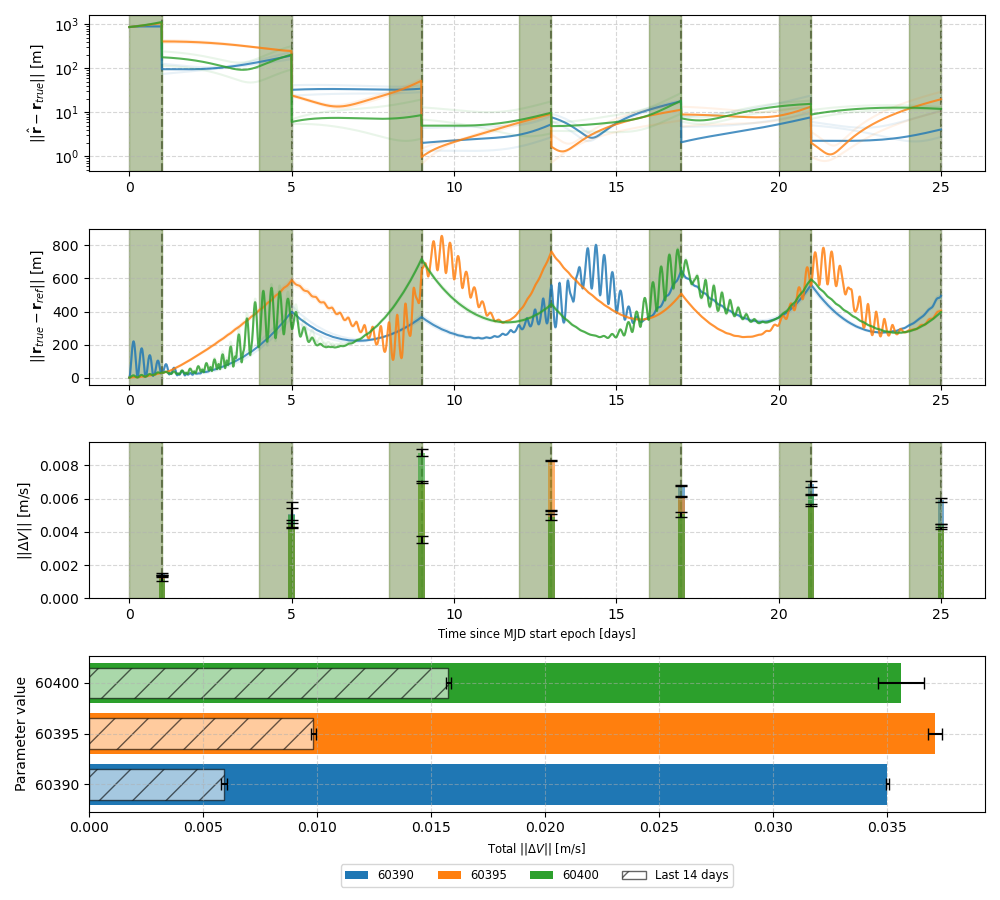 ||r̂ − r_true|| [m]
10³
10²
10¹
10⁰
0 5 10 15 20 25
||r_true − r_ref|| [m]
800
600
400
200
0
0 5 10 15 20 25
||ΔV|| [m/s]
0.008
0.006
0.004
0.002
0.000
0 5 10 15 20 25
Time since MJD start epoch [days]
Parameter value
60400
60395
60390
0.000 0.005 0.010 0.015 0.020 0.025 0.030 0.035
Total ||ΔV|| [m/s]
60390 60395 60400 Last 14 days